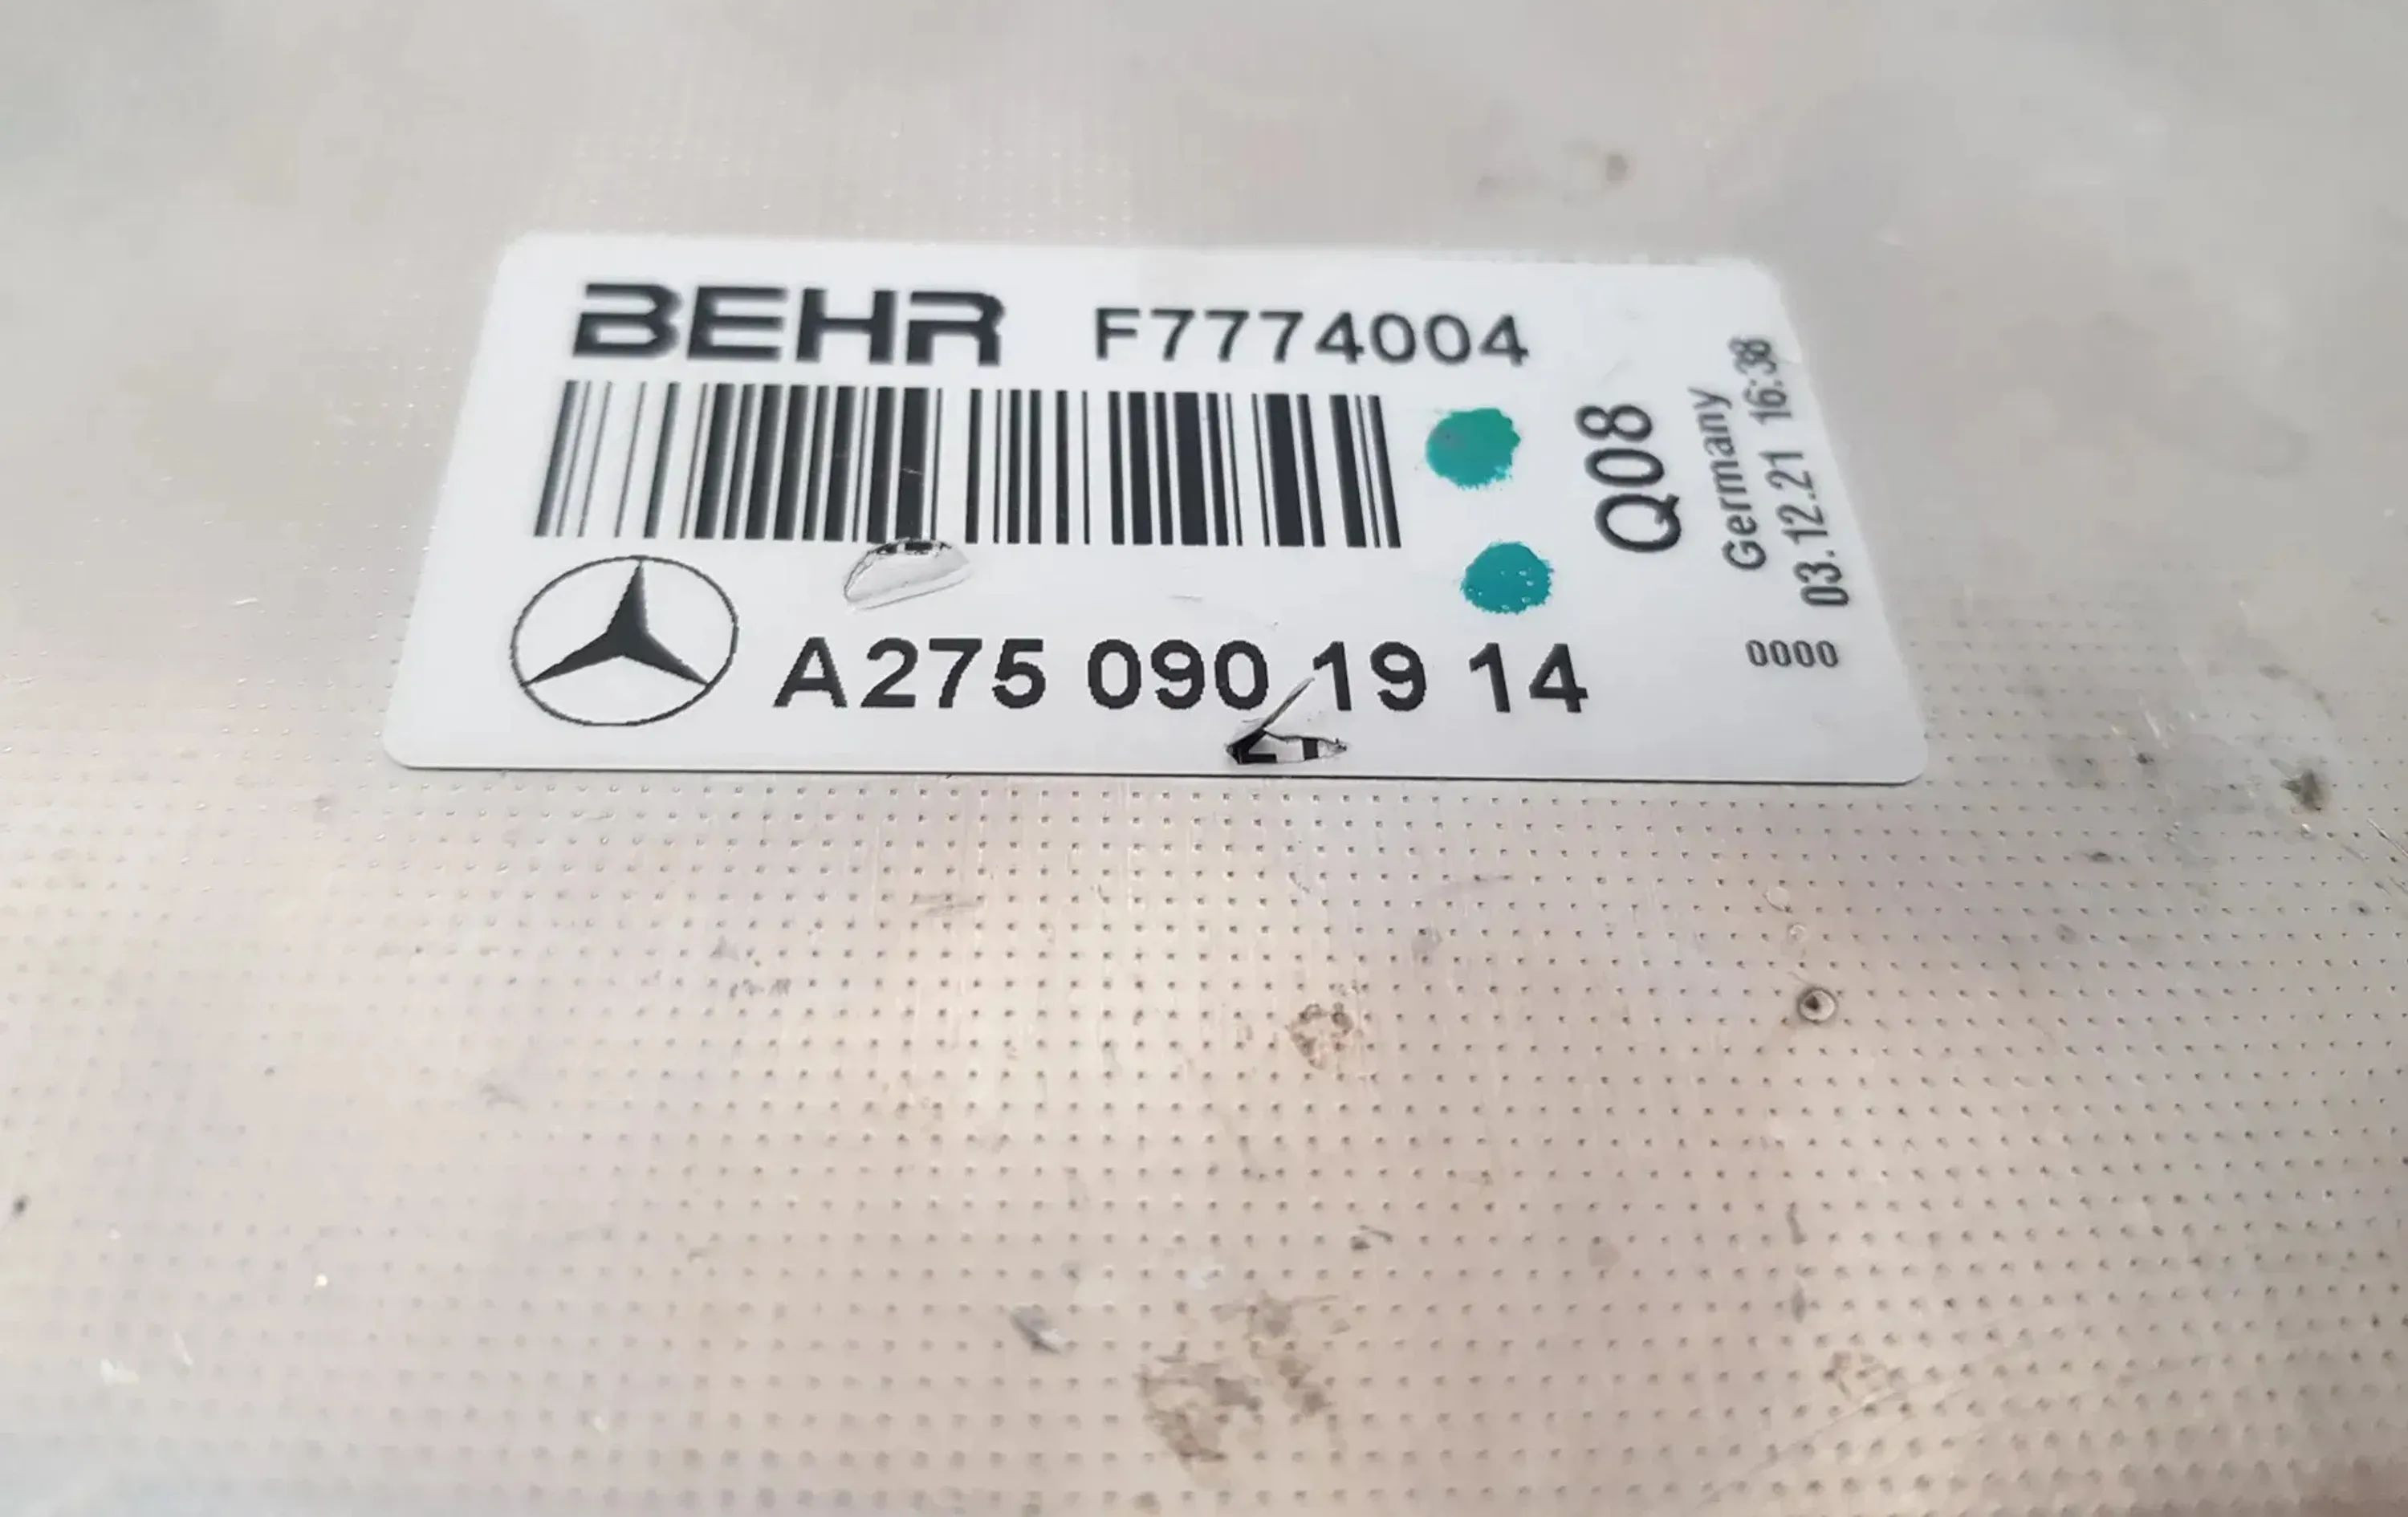 BEHR F7774004
A275 090 19 14
Q08
Germany
03.12.21 16:38
0000